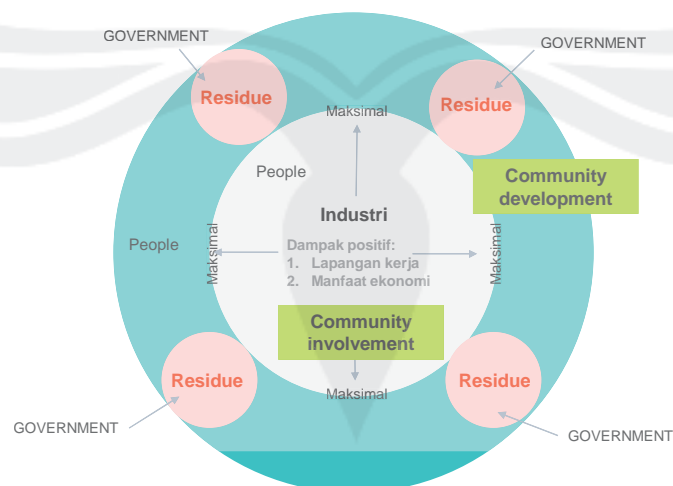 GOVERNMENT
GOVERNMENT
Residue
Residue
Maksimal
People
Community
development
Industri
People
Maksimal
Maksimal
Dampak positif:
1. Lapangan kerja
2. Manfaat ekonomi
Community
involvement
Residue
Residue
Maksimal
GOVERNMENT
GOVERNMENT